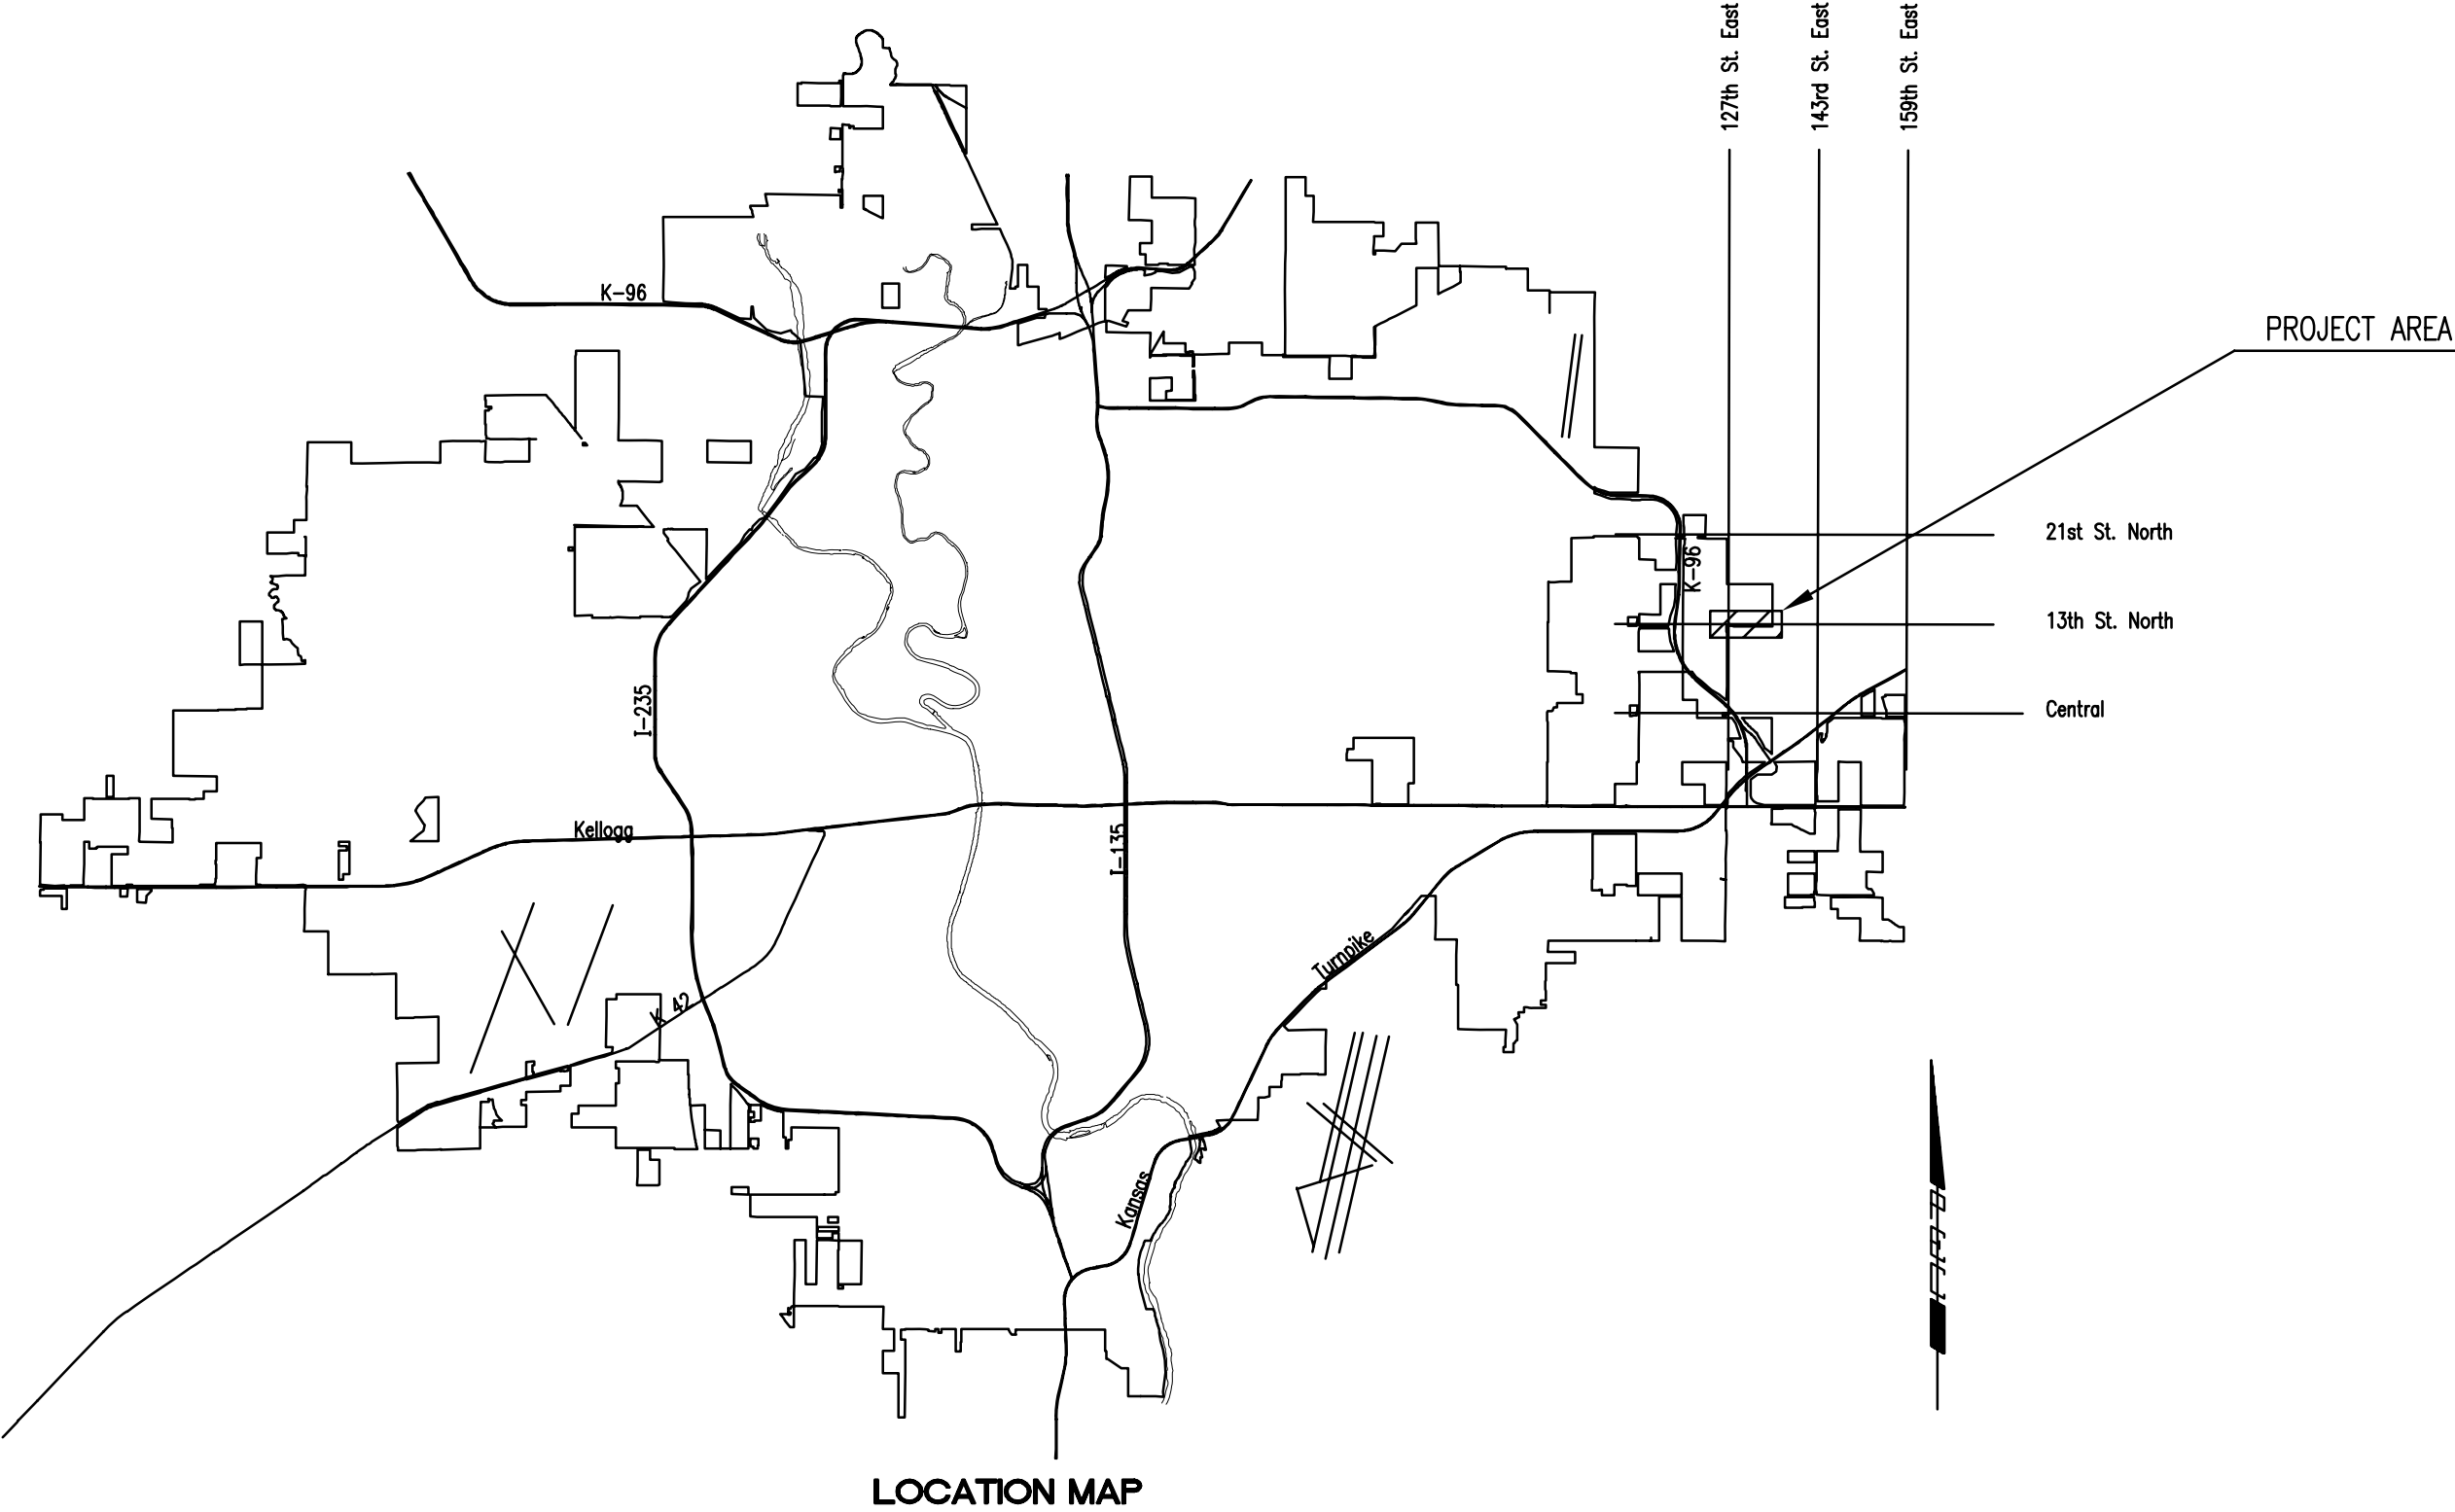 127th St. East
143rd St. East
159th St. East
K-96
PROJECT AREA
21st St. North
K-96
13th St. North
I-235
Central
Kellogg
I-135
Turnpike
K 42
Kansas
LOCATION MAP